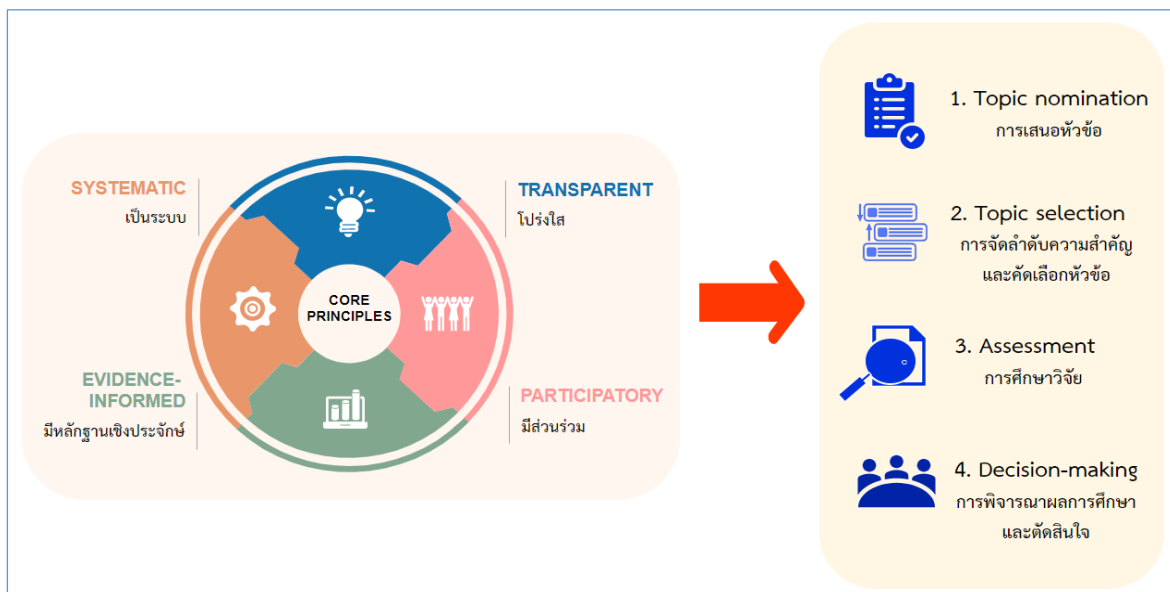 SYSTEMATIC
เป็นระบบ
TRANSPARENT
โปร่งใส
CORE
PRINCIPLES
EVIDENCE-
INFORMED
มีหลักฐานเชิงประจักษ์
PARTICIPATORY
มีส่วนร่วม
1. Topic nomination
การเสนอหัวข้อ
2. Topic selection
การจัดลำดับความสำคัญ
และคัดเลือกหัวข้อ
3. Assessment
การศึกษาวิจัย
4. Decision-making
การพิจารณาผลการศึกษา
และตัดสินใจ